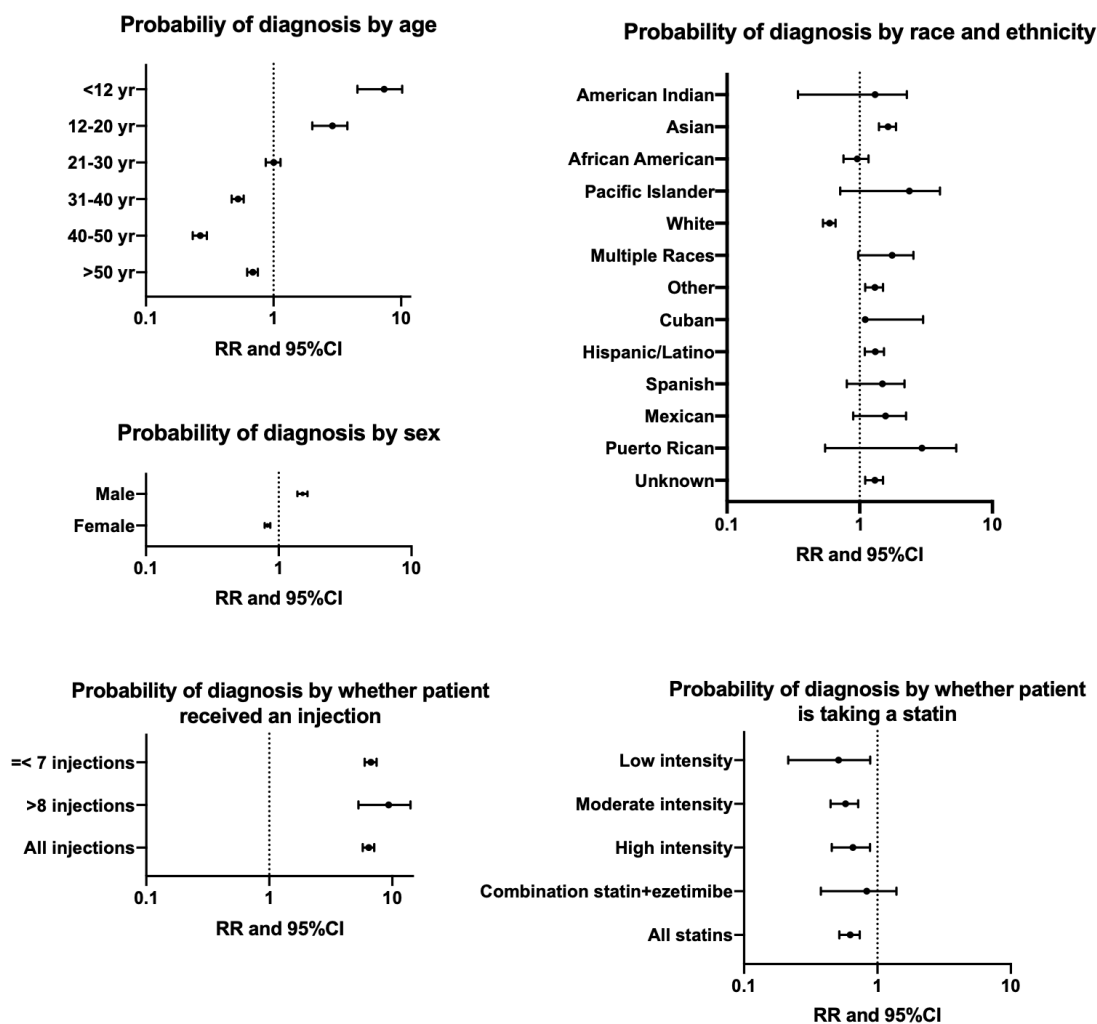 Probabiliy of diagnosis by age
<12 yr
12-20 yr
21-30 yr
31-40 yr
40-50 yr
>50 yr
0.1
1
10
RR and 95%CI
Probability of diagnosis by race and ethnicity
American Indian
Asian
African American
Pacific Islander
White
Multiple Races
Other
Cuban
Hispanic/Latino
Spanish
Mexican
Puerto Rican
Unknown
0.1
1
10
RR and 95%CI
Probability of diagnosis by sex
Male
Female
0.1
1
10
RR and 95%CI
Probability of diagnosis by whether patient
received an injection
=< 7 injections
>8 injections
All injections
0.1
1
10
RR and 95%CI
Probability of diagnosis by whether patient
is taking a statin
Low intensity
Moderate intensity
High intensity
Combination statin+ezetimibe
All statins
0.1
1
10
RR and 95%CI